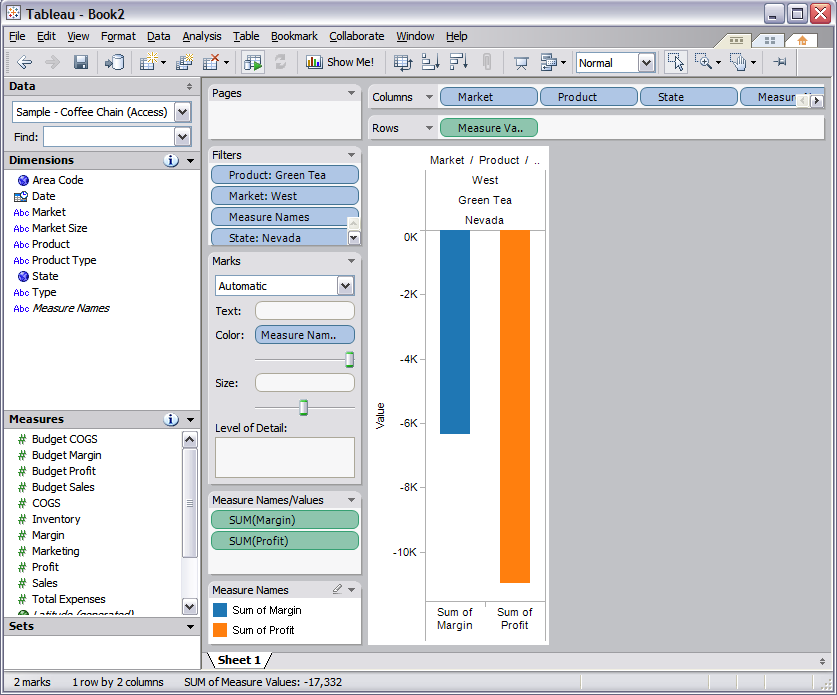 Tableau - Book2
File Edit View Format Data Analysis Table Bookmark Collaborate Window Help
Show Me! Normal
Data
Sample - Coffee Chain (Access)
Find:
Dimensions
Area Code
Date
Abc Market
Abc Market Size
Abc Product
Abc Product Type
State
Abc Type
Abc Measure Names
Measures
# Budget COGS
# Budget Margin
# Budget Profit
# Budget Sales
# COGS
# Inventory
# Margin
# Marketing
# Profit
# Sales
# Total Expenses
Latitude (generated)
Sets
Pages
Filters
Product: Green Tea
Market: West
Measure Names
State: Nevada
Marks
Automatic
Text:
Color: Measure Nam..
Size:
Level of Detail:
Measure Names/Values
SUM(Margin)
SUM(Profit)
Measure Names
Sum of Margin
Sum of Profit
Columns Market Product State
Rows Measure Va..
Market / Product / ..
West
Green Tea
Nevada
0K
-2K
-4K
-6K
-8K
-10K
Value
Sum of Margin
Sum of Profit
Sheet 1
2 marks 1 row by 2 columns SUM of Measure Values: -17,332